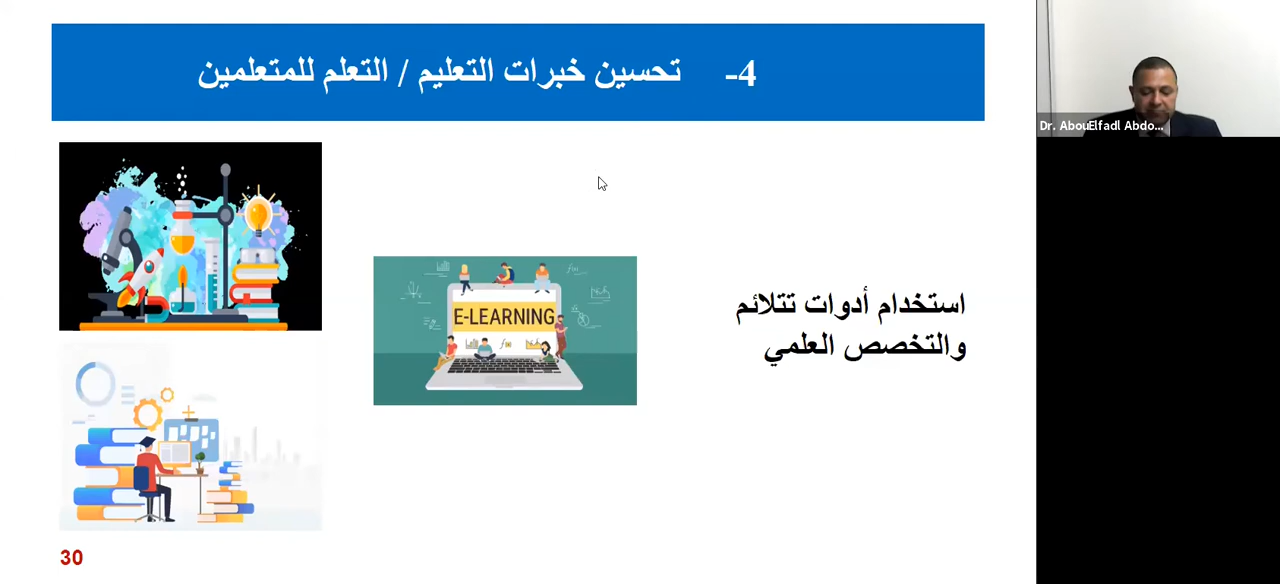 4- تحسين خبرات التعليم / التعلم للمتعلمين
Dr. AbouElfadl Abdo...
E-LEARNING
استخدام أدوات تتلائم
والتخصص العلمي
30